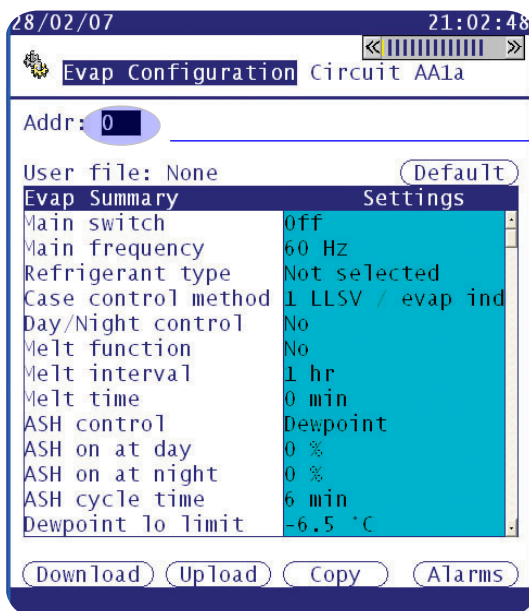 28/02/07 21:02:48
Evap Configuration Circuit AA1a
Addr: 0
User file: None Default
Evap Summary Settings
Main switch Off
Main frequency 60 Hz
Refrigerant type Not selected
Case control method 1 LLSV / evap ind
Day/Night control No
Melt function No
Melt interval 1 hr
Melt time 0 min
ASH control Dewpoint
ASH on at day 0 %
ASH on at night 0 %
ASH cycle time 6 min
Dewpoint lo limit -6.5 °C
Download Upload Copy Alarms